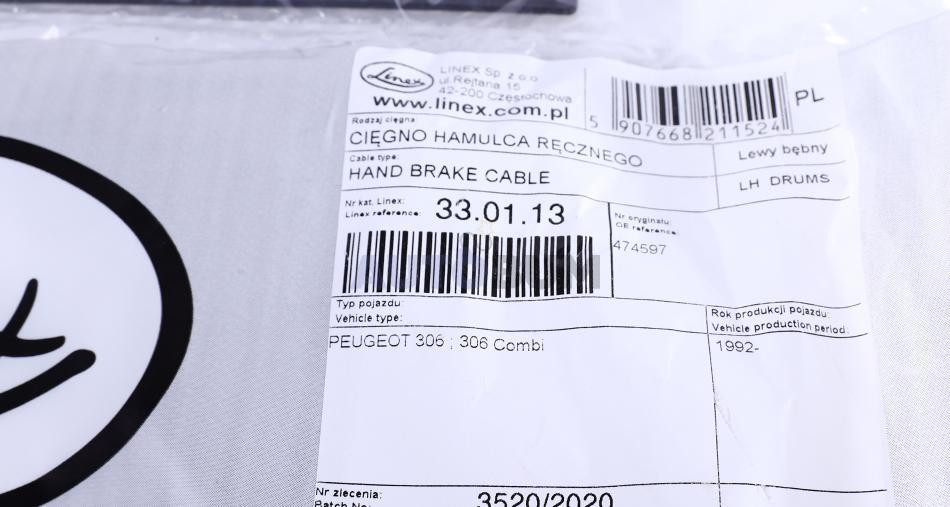 Linex
LINEX Sp. z o.o.
ul.Rejtana 16
42-200 Częstochowa
www.linex.com.pl
5 907668 211524
PL
Rodzaj cięgna:
CIĘGNO HAMULCA RĘCZNEGO
Lewy bębny
Cable type:
HAND BRAKE CABLE
LH DRUMS
Nr kat. Linex:
Linex reference:
33.01.13
Nr oryginału:
OE reference:
474597
Typ pojazdu:
Vehicle type:
Rok produkcji pojazdu:
Vehicle production period:
PEUGEOT 306 ; 306 Combi
1992-
Nr zlecenia:
Batch No:
3520/2020